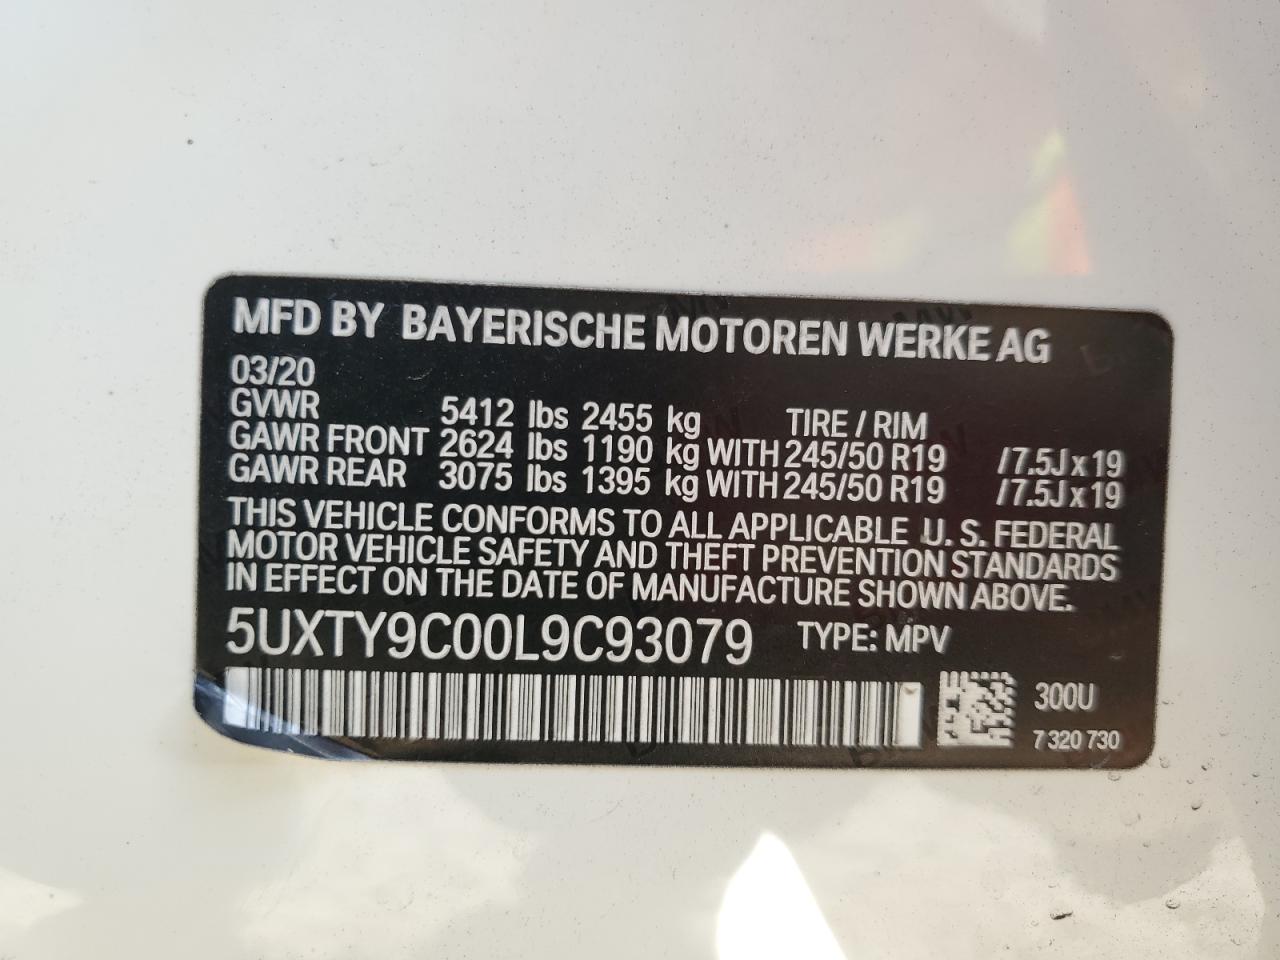 MFD BY BAYERISCHE MOTOREN WERKE AG
03/20
GVWR 5412 lbs 2455 kg TIRE / RIM
GAWR FRONT 2624 lbs 1190 kg WITH 245/50 R19 / 7.5J x 19
GAWR REAR 3075 lbs 1395 kg WITH 245/50 R19 / 7.5J x 19
THIS VEHICLE CONFORMS TO ALL APPLICABLE U. S. FEDERAL
MOTOR VEHICLE SAFETY AND THEFT PREVENTION STANDARDS
IN EFFECT ON THE DATE OF MANUFACTURE SHOWN ABOVE.
5UXTY9C00L9C93079 TYPE: MPV
300U
7 320 730